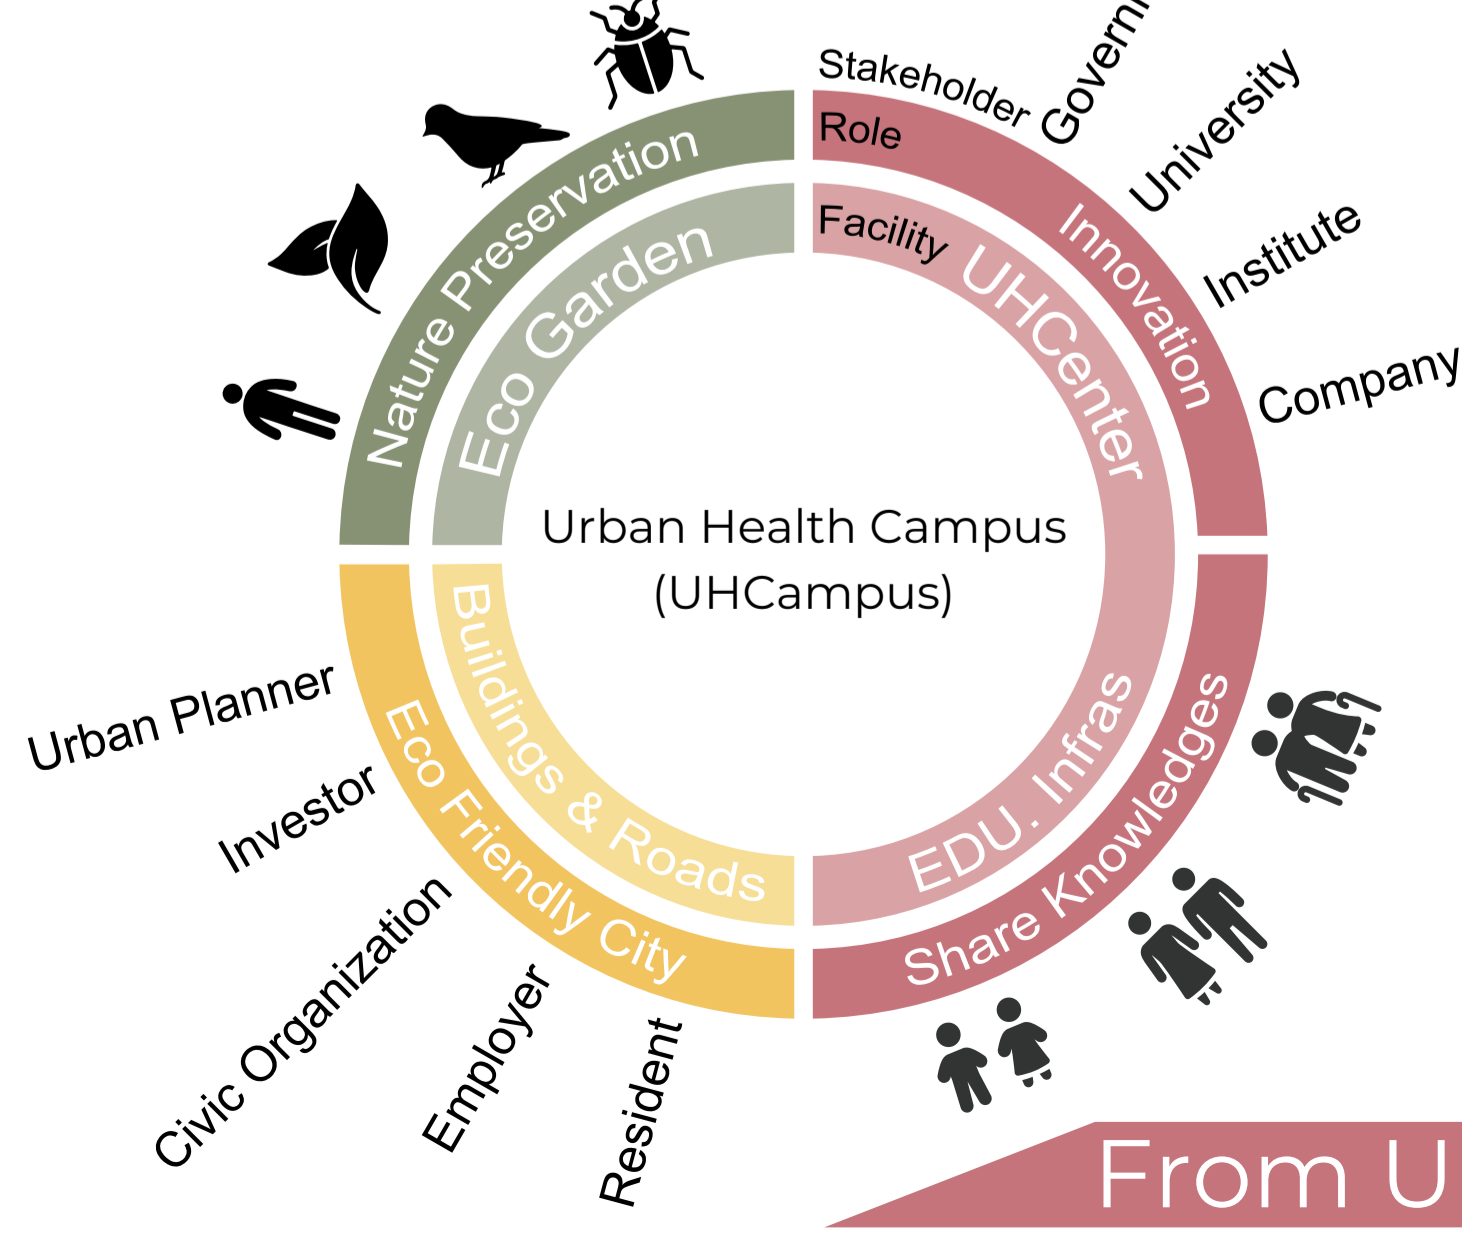 Stakeholder
Role
Facility
University
Institute
Company
Innovation
UHCenter
Nature Preservation
Eco Garden
Urban Health Campus
(UHCampus)
Buildings & Roads
Eco Friendly City
EDU. Infras
Share Knowledges
Urban Planner
Investor
Civic Organization
Employer
Resident
From U